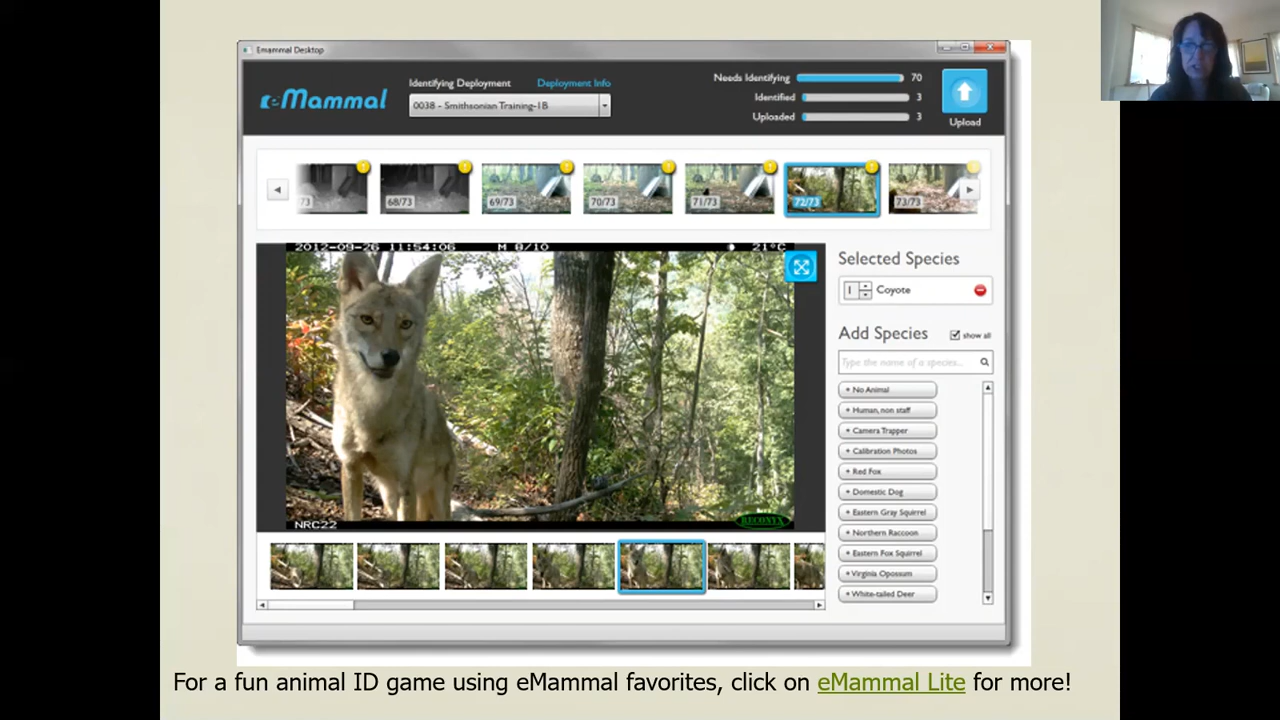 Emammal Desktop
eMammal
Identifying Deployment
Deployment Info
0038 - Smithsonian Training-1B
Needs Identifying 70
Identified 3
Uploaded 3
Upload
73
68/73
69/73
70/73
71/73
72/73
73/73
2012-09-26 11:54:06 M 8/10 21°C
NRC22
RECONYX
Selected Species
1 Coyote
Add Species
show all
Type the name of a species...
+ No Animal
+ Human, non staff
+ Camera Trapper
+ Calibration Photos
+ Red Fox
+ Domestic Dog
+ Eastern Gray Squirrel
+ Northern Raccoon
+ Eastern Fox Squirrel
+ Virginia Opossum
+ White-tailed Deer
For a fun animal ID game using eMammal favorites, click on eMammal Lite for more!